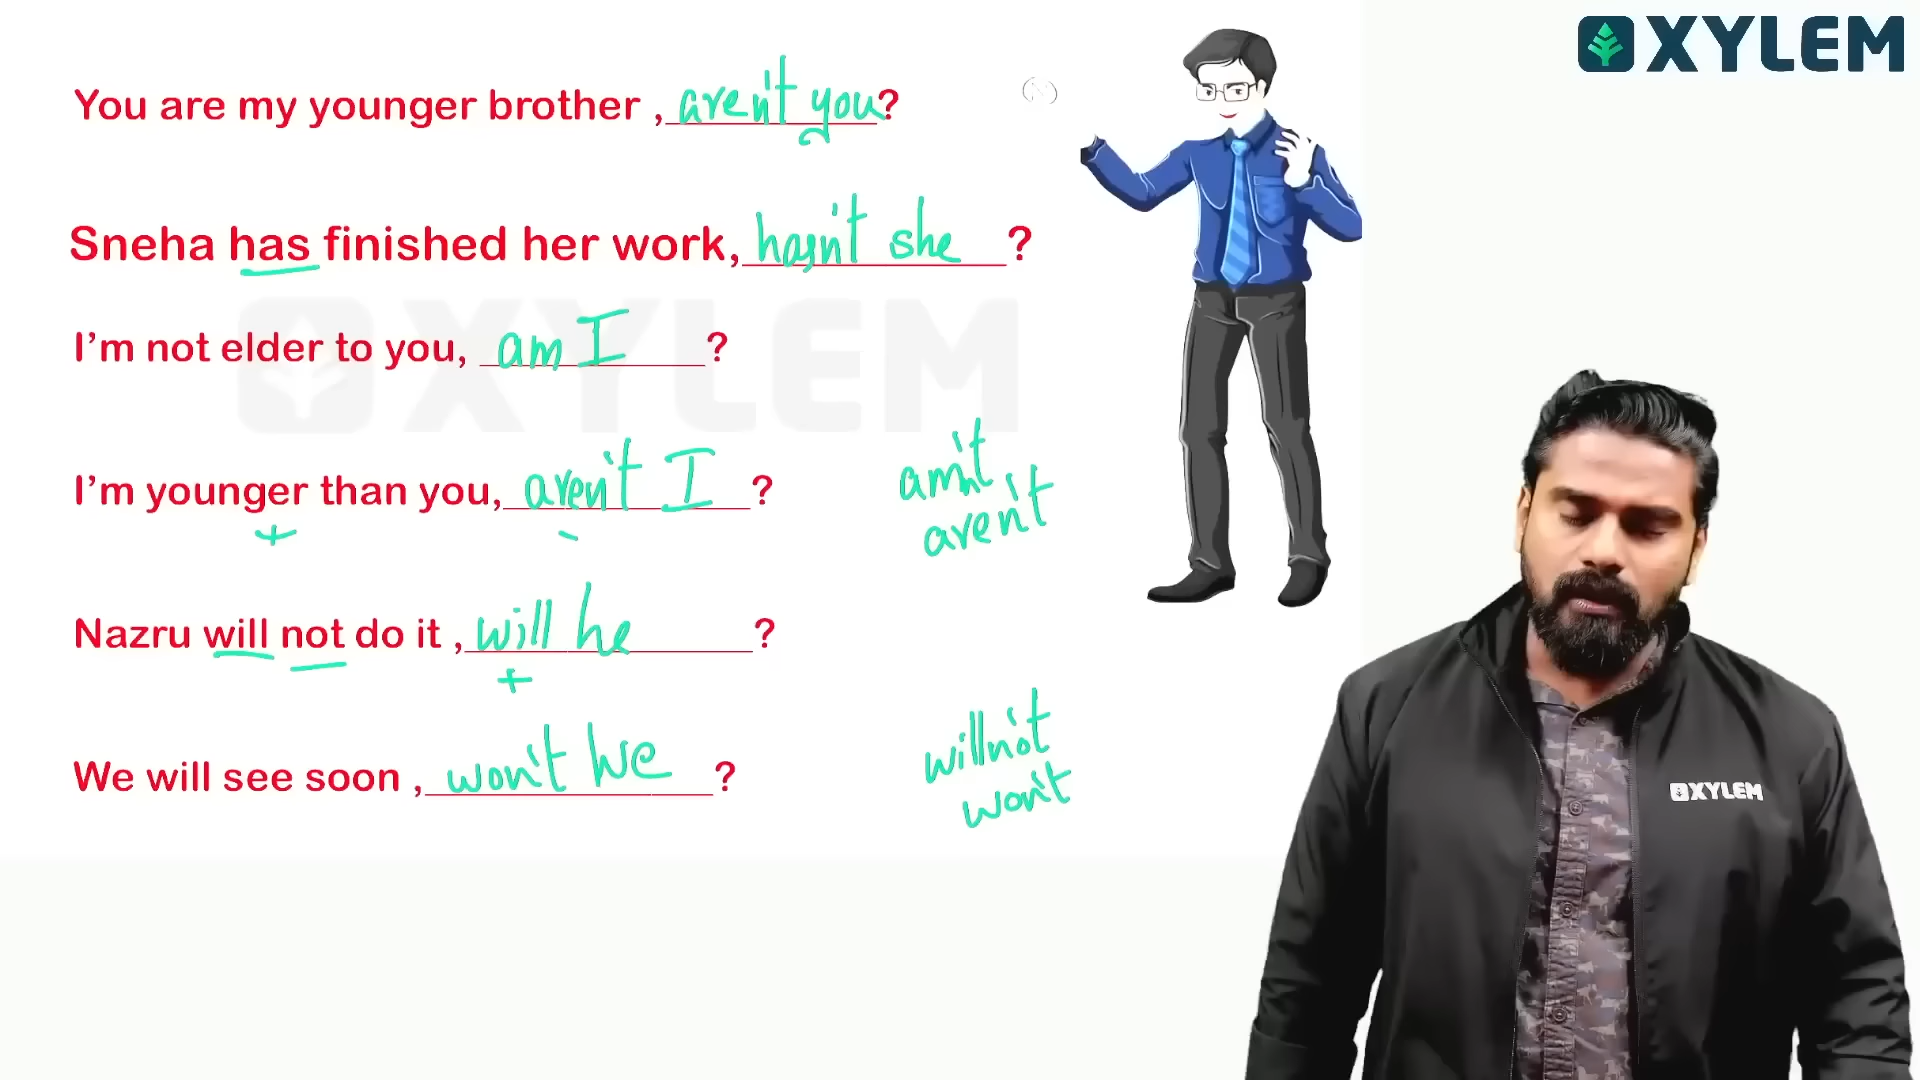 XYLEM
You are my younger brother , aren't you?
Sneha has finished her work, hasn't she ?
XYLEM
I'm not elder to you, am I ?
I'm younger than you, aren't I ?
amn't
aren't
Nazru will not do it , will he ?
We will see soon , won't we ?
willn't
won't
XYLEM